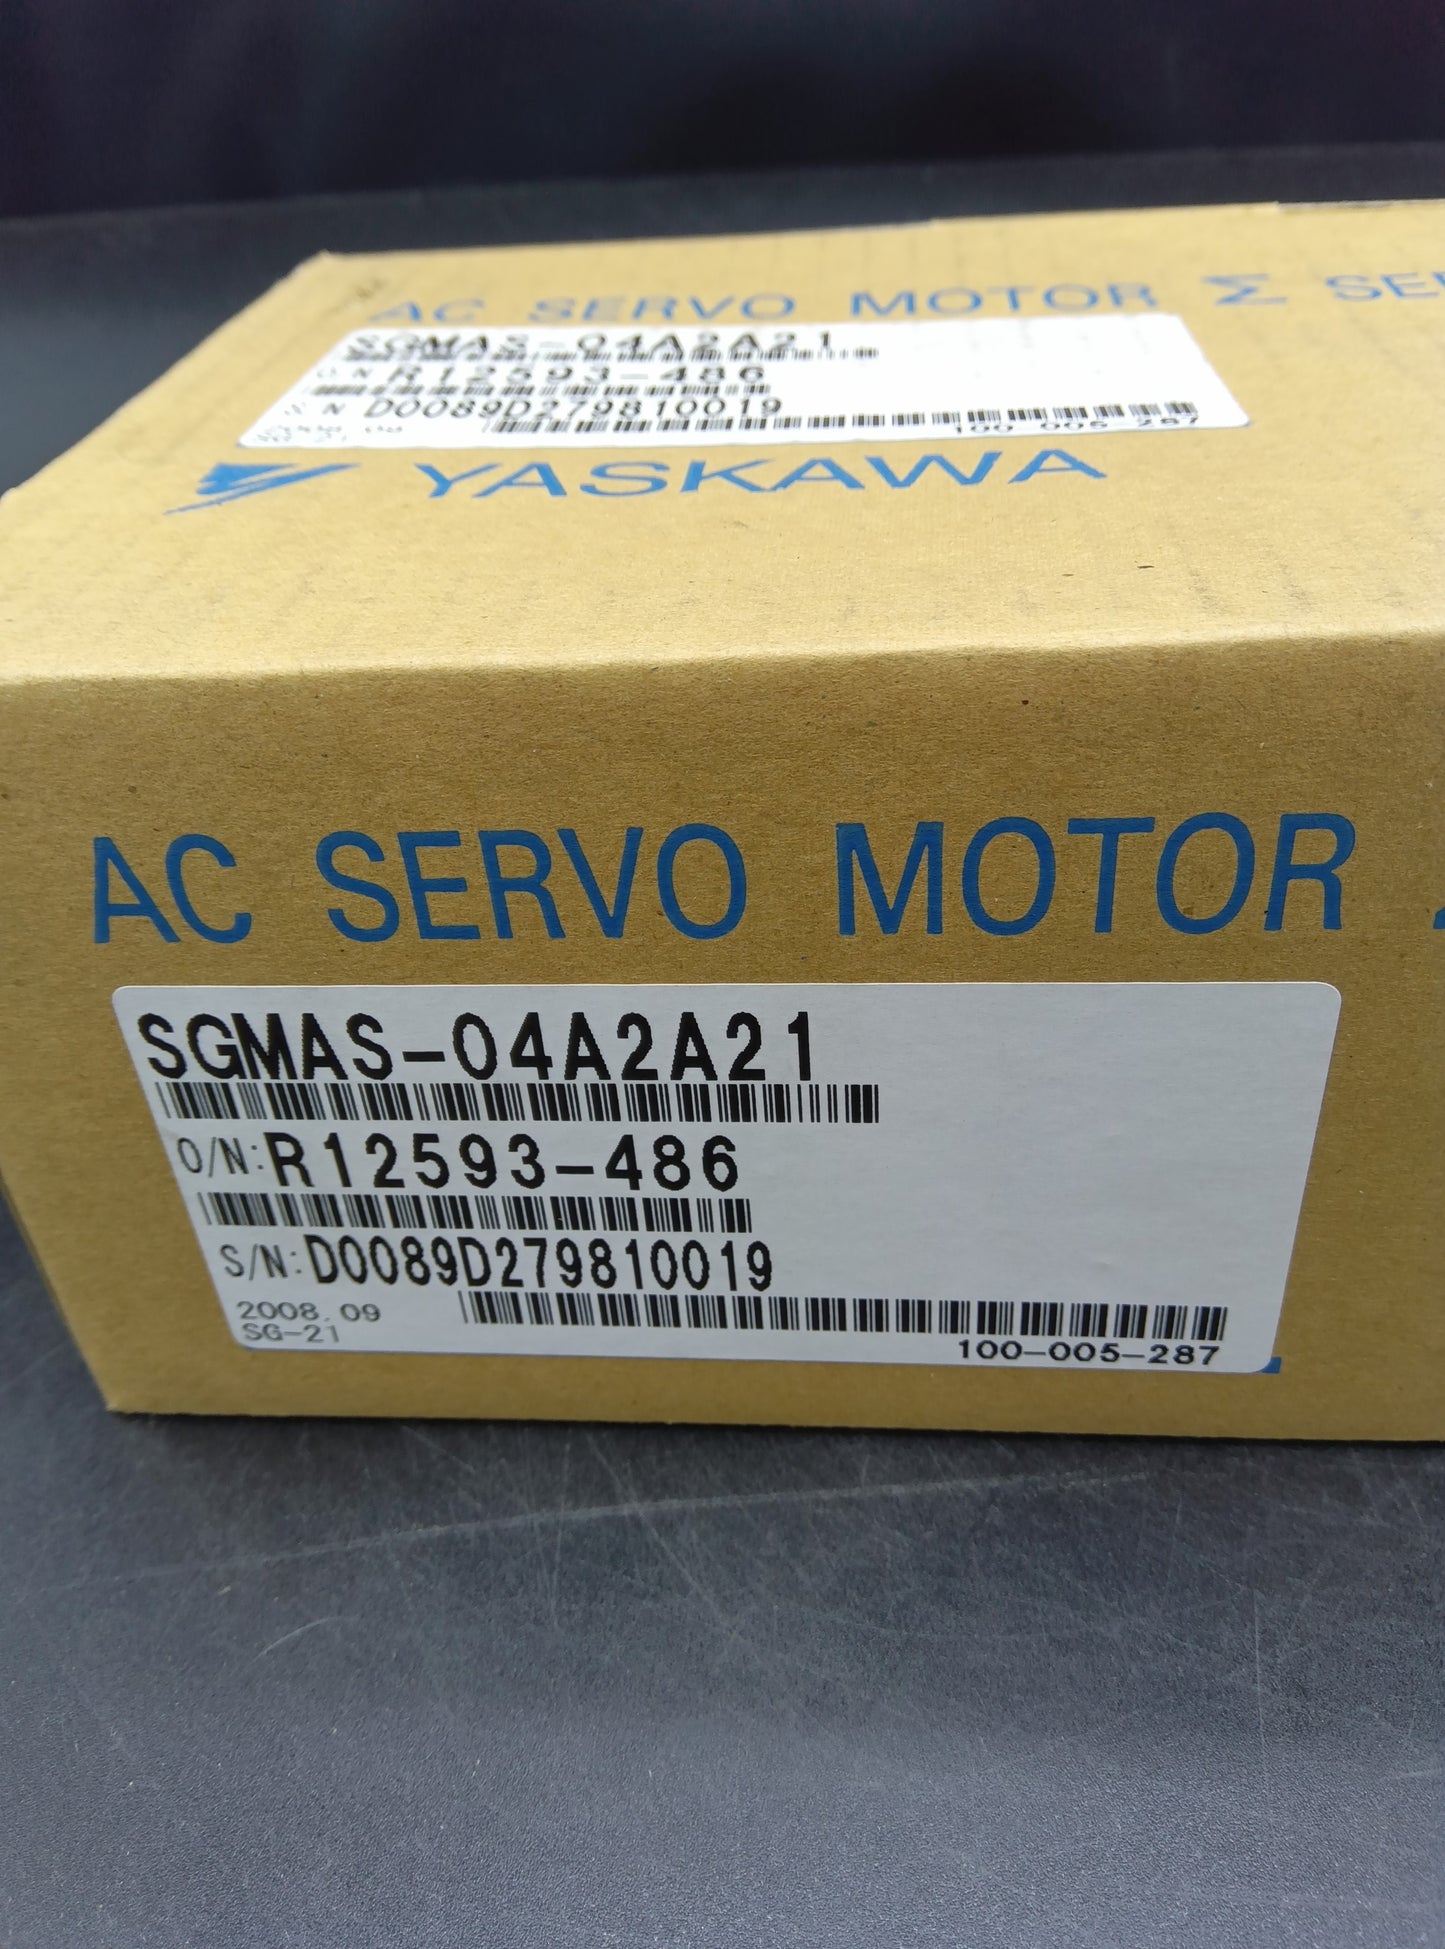 AC SERVO MOTOR Σ SE
SGMAS-04A2A21
O/N R12593-486
S N D0089D279810019
100-005-287
YASKAWA
AC SERVO MOTOR
SGMAS-04A2A21
O/N:R12593-486
S/N:D0089D279810019
2008.09
SG-21
100-005-287